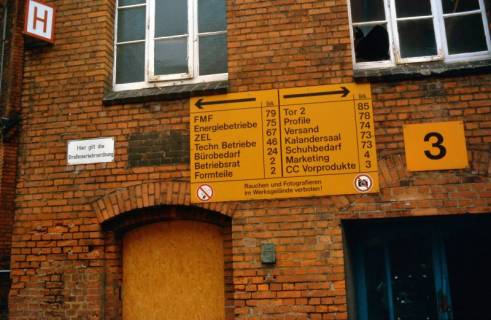 H
Hier gilt die
Straßenverkehrsordnung
Geb.
FMF 79
Energiebetriebe 75
ZEL 67
Techn. Betriebe 46
Bürobedarf 24
Betriebsrat 2
Formteile 2
Geb.
Tor 2 85
Profile 78
Versand 74
Kalandersaal 73
Schuhbedarf 73
Marketing 4
CC Vorprodukte 3
Rauchen und Fotografieren
im Werksgelände verboten!
3